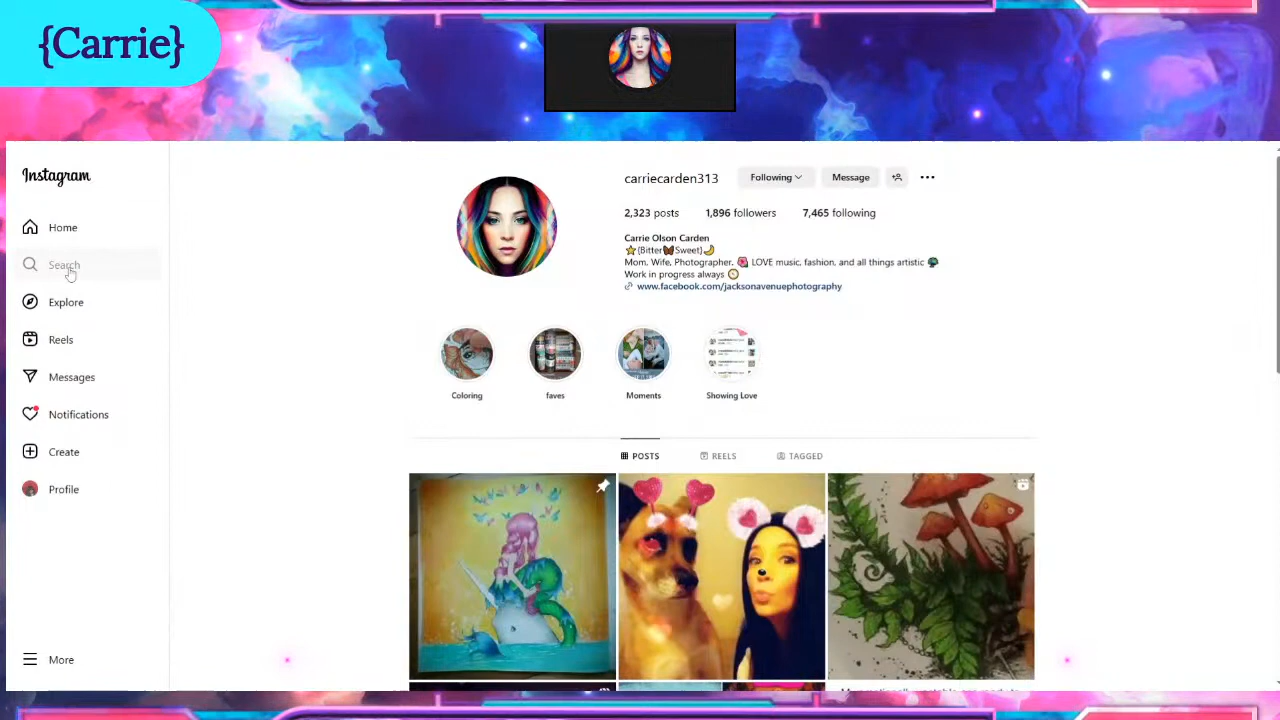 {Carrie}
Instagram
Home
Search
Explore
Reels
Messages
Notifications
Create
Profile
More
carriecarden313
Following
Message
2,323 posts
1,896 followers
7,465 following
Carrie Olson Carden
⭐{Bitter🦋Sweet}🌙
Mom, Wife, Photographer. 🌺 LOVE music, fashion, and all things artistic
Work in progress always
www.facebook.com/jacksonavenuephotography
Coloring
faves
Moments
Showing Love
POSTS
REELS
TAGGED